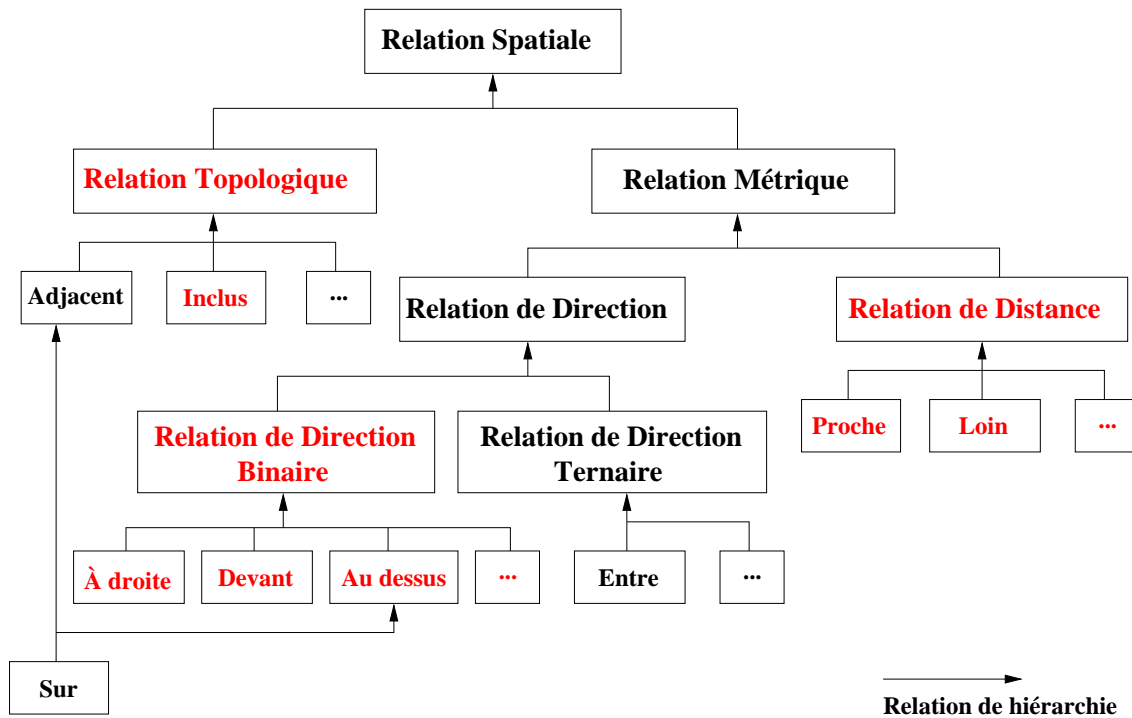 Relation Spatiale
Relation Topologique
Relation Métrique
Adjacent
Inclus
...
Relation de Direction
Relation de Distance
Relation de Direction
Binaire
Relation de Direction
Ternaire
Proche
Loin
...
À droite
Devant
Au dessus
...
Entre
...
Sur
Relation de hiérarchie